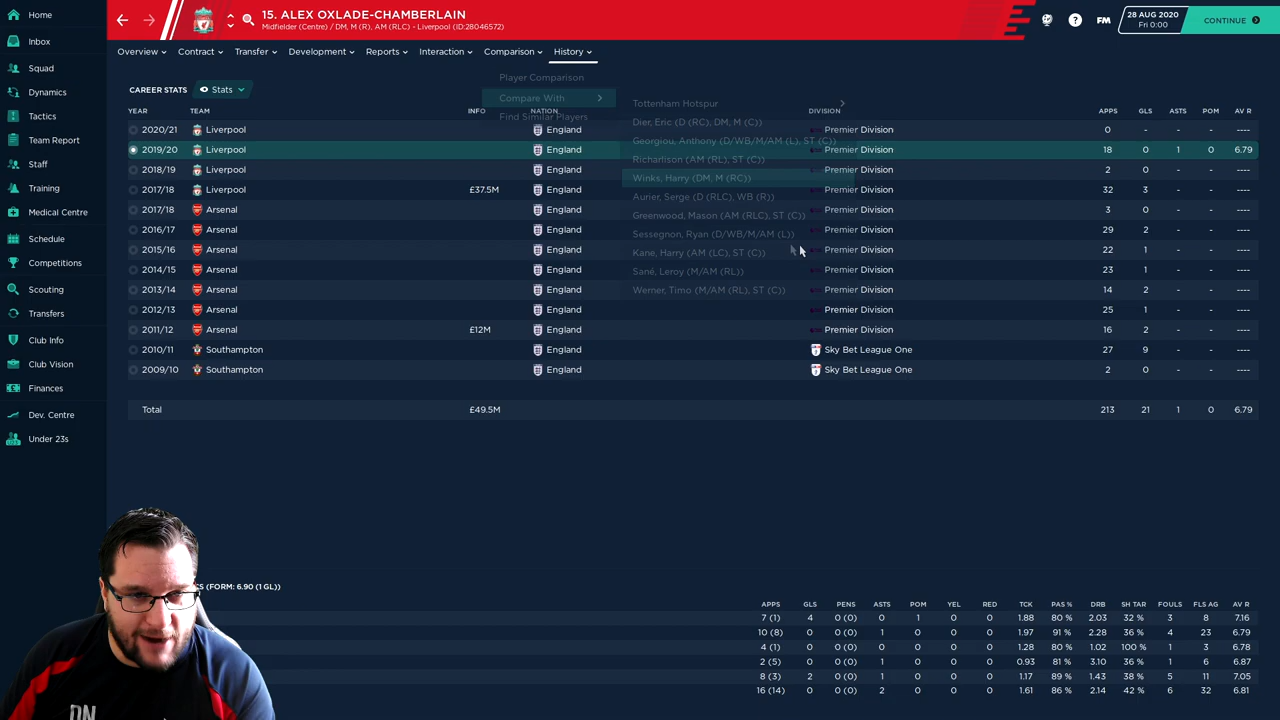 Home
Inbox
Squad
Dynamics
Tactics
Team Report
Staff
Training
Medical Centre
Schedule
Competitions
Scouting
Transfers
Club Info
Club Vision
Finances
Dev. Centre
Under 23s
15. ALEX OXLADE-CHAMBERLAIN
Midfielder (Centre) / DM, M (R), AM (RLC) - Liverpool (ID:28046572)
FM
28 AUG 2020
Fri 0:00
CONTINUE
Overview Contract Transfer Development Reports Interaction Comparison History
CAREER STATS Stats
Player Comparison
Compare With
Find Similar Players
Tottenham Hotspur
Dier, Eric (D (RC), DM, M (C))
Georgiou, Anthony (D/WB/M/AM (L), ST (C))
Richarlison (AM (RL), ST (C))
Winks, Harry (DM, M (RC))
Aurier, Serge (D (RLC), WB (R))
Greenwood, Mason (AM (RLC), ST (C))
Sessegnon, Ryan (D/WB/M/AM (L))
Kane, Harry (AM (LC), ST (C))
Sané, Leroy (M/AM (RL))
Werner, Timo (M/AM (RL), ST (C))
YEAR TEAM INFO NATION DIVISION APPS GLS ASTS POM AV R
2020/21 Liverpool England Premier Division 0 - - - ----
2019/20 Liverpool England Premier Division 18 0 1 0 6.79
2018/19 Liverpool England Premier Division 2 0 - - ----
2017/18 Liverpool £37.5M England Premier Division 32 3 - - ----
2017/18 Arsenal England Premier Division 3 0 - - ----
2016/17 Arsenal England Premier Division 29 2 - - ----
2015/16 Arsenal England Premier Division 22 1 - - ----
2014/15 Arsenal England Premier Division 23 1 - - ----
2013/14 Arsenal England Premier Division 14 2 - - ----
2012/13 Arsenal England Premier Division 25 1 - - ----
2011/12 Arsenal £12M England Premier Division 16 2 - - ----
2010/11 Southampton England Sky Bet League One 27 9 - - ----
2009/10 Southampton England Sky Bet League One 2 0 - - ----
Total £49.5M 213 21 1 0 6.79
(FORM: 6.90 (1 GL))
APPS GLS PENS ASTS POM YEL RED TCK PAS % DRB SH TAR FOULS FLS AG AV R
7 (1) 4 0 (0) 0 1 0 0 1.88 80 % 2.03 32 % 3 8 7.16
10 (8) 0 0 (0) 1 0 0 0 1.97 91 % 2.28 36 % 4 23 6.79
4 (1) 0 0 (0) 0 0 0 0 1.28 80 % 1.02 100 % 1 3 6.78
2 (5) 0 0 (0) 1 0 0 0 0.93 81 % 3.10 36 % 1 6 6.87
8 (3) 2 0 (0) 1 0 0 0 1.17 89 % 1.43 38 % 5 11 7.05
16 (14) 0 0 (0) 2 0 0 0 1.61 86 % 2.14 42 % 6 32 6.81
DN